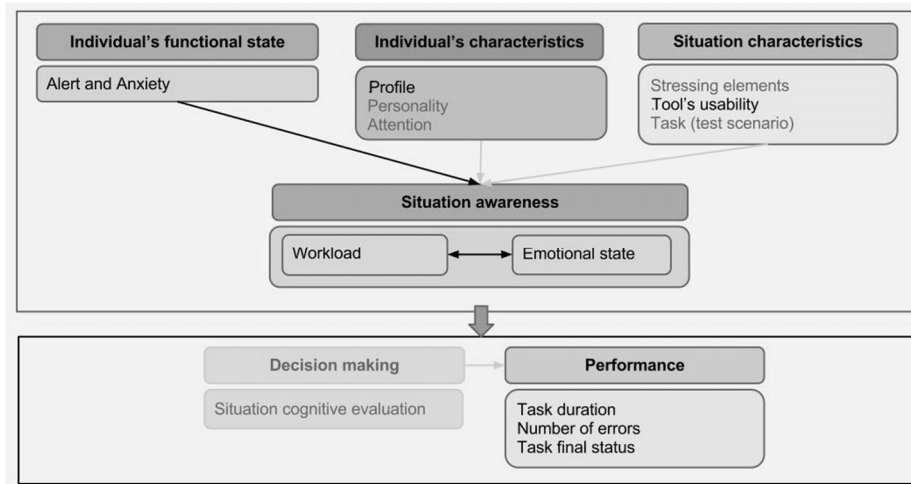 Individual's functional state
Alert and Anxiety
Individual's characteristics
Profile
Personality
Attention
Situation characteristics
Stressing elements
Tool's usability
Task (test scenario)
Situation awareness
Workload
Emotional state
Decision making
Situation cognitive evaluation
Performance
Task duration
Number of errors
Task final status